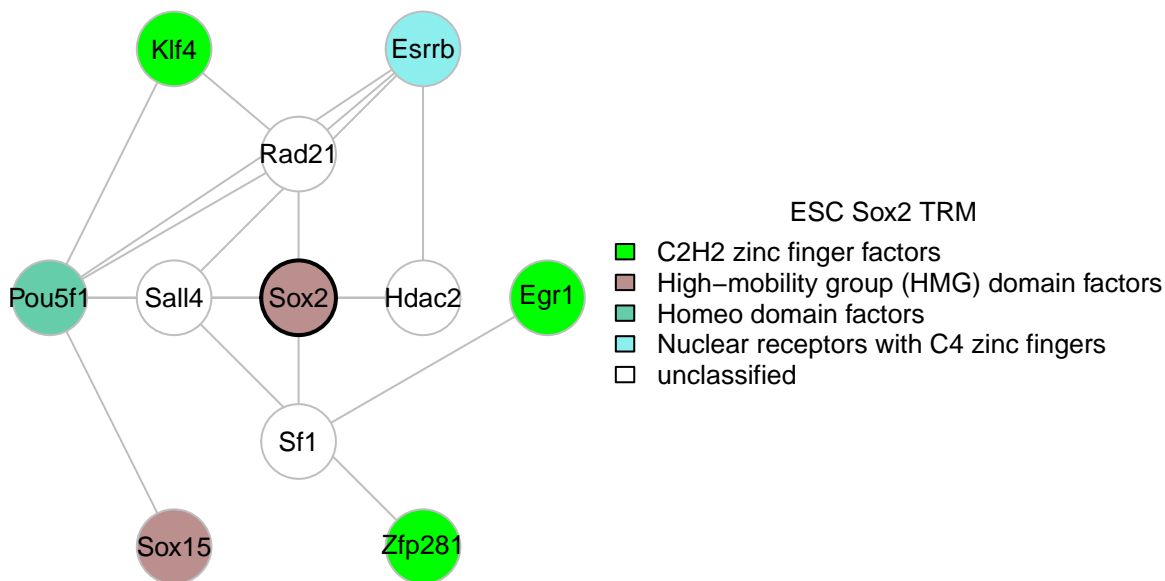 Klf4
Esrrb
Rad21
Pou5f1
Sall4
Sox2
Hdac2
Egr1
Sf1
Sox15
Zfp281
ESC Sox2 TRM
C2H2 zinc finger factors
High−mobility group (HMG) domain factors
Homeo domain factors
Nuclear receptors with C4 zinc fingers
unclassified